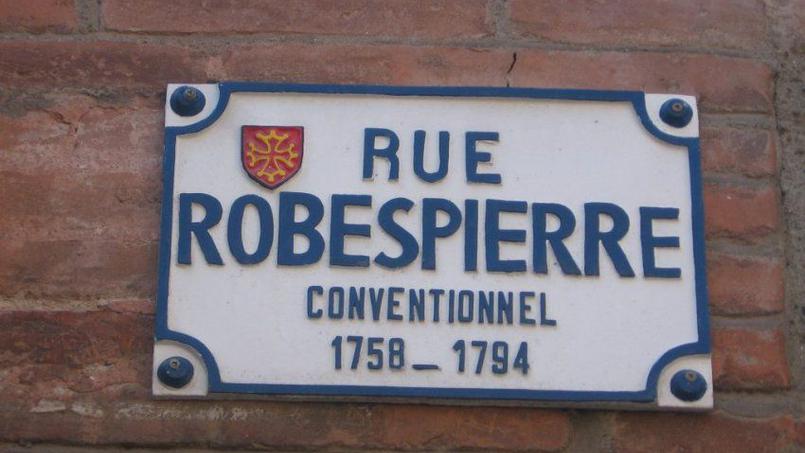 RUE
ROBESPIERRE
CONVENTIONNEL
1758 - 1794